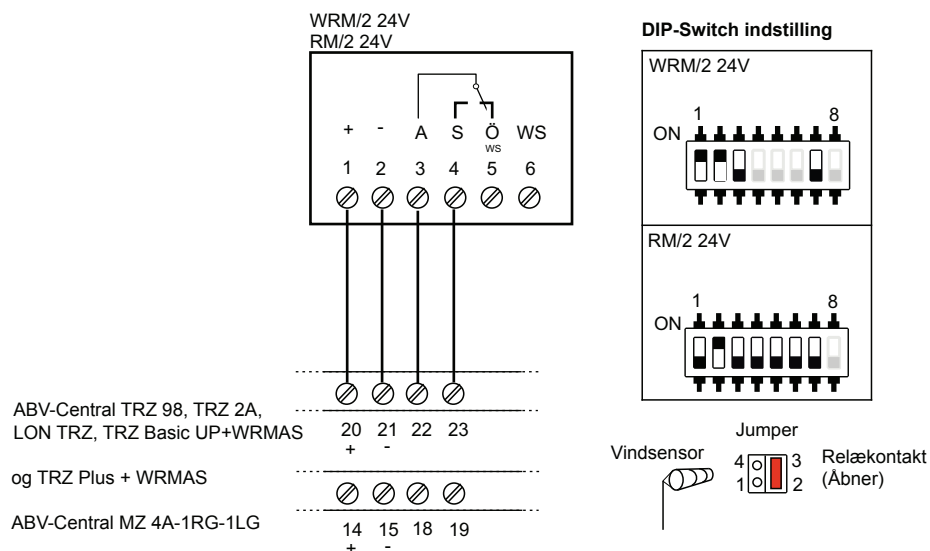 WRM/2 24V
RM/2 24V
+ - A S Ö WS
WS
1 2 3 4 5 6
ABV-Central TRZ 98, TRZ 2A,
LON TRZ, TRZ Basic UP+WRMAS
20 21 22 23
+ -
og TRZ Plus + WRMAS
ABV-Central MZ 4A-1RG-1LG
14 15 18 19
+ -
DIP-Switch indstilling
WRM/2 24V
1 8
ON
RM/2 24V
1 8
ON
Jumper
Vindsensor
4 3
1 2
Relækontakt
(Åbner)